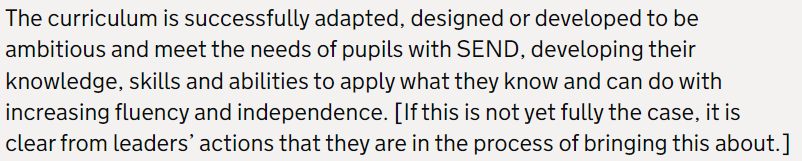 The curriculum is successfully adapted, designed or developed to be
ambitious and meet the needs of pupils with SEND, developing their
knowledge, skills and abilities to apply what they know and can do with
increasing fluency and independence. [If this is not yet fully the case, it is
clear from leaders’ actions that they are in the process of bringing this about.]